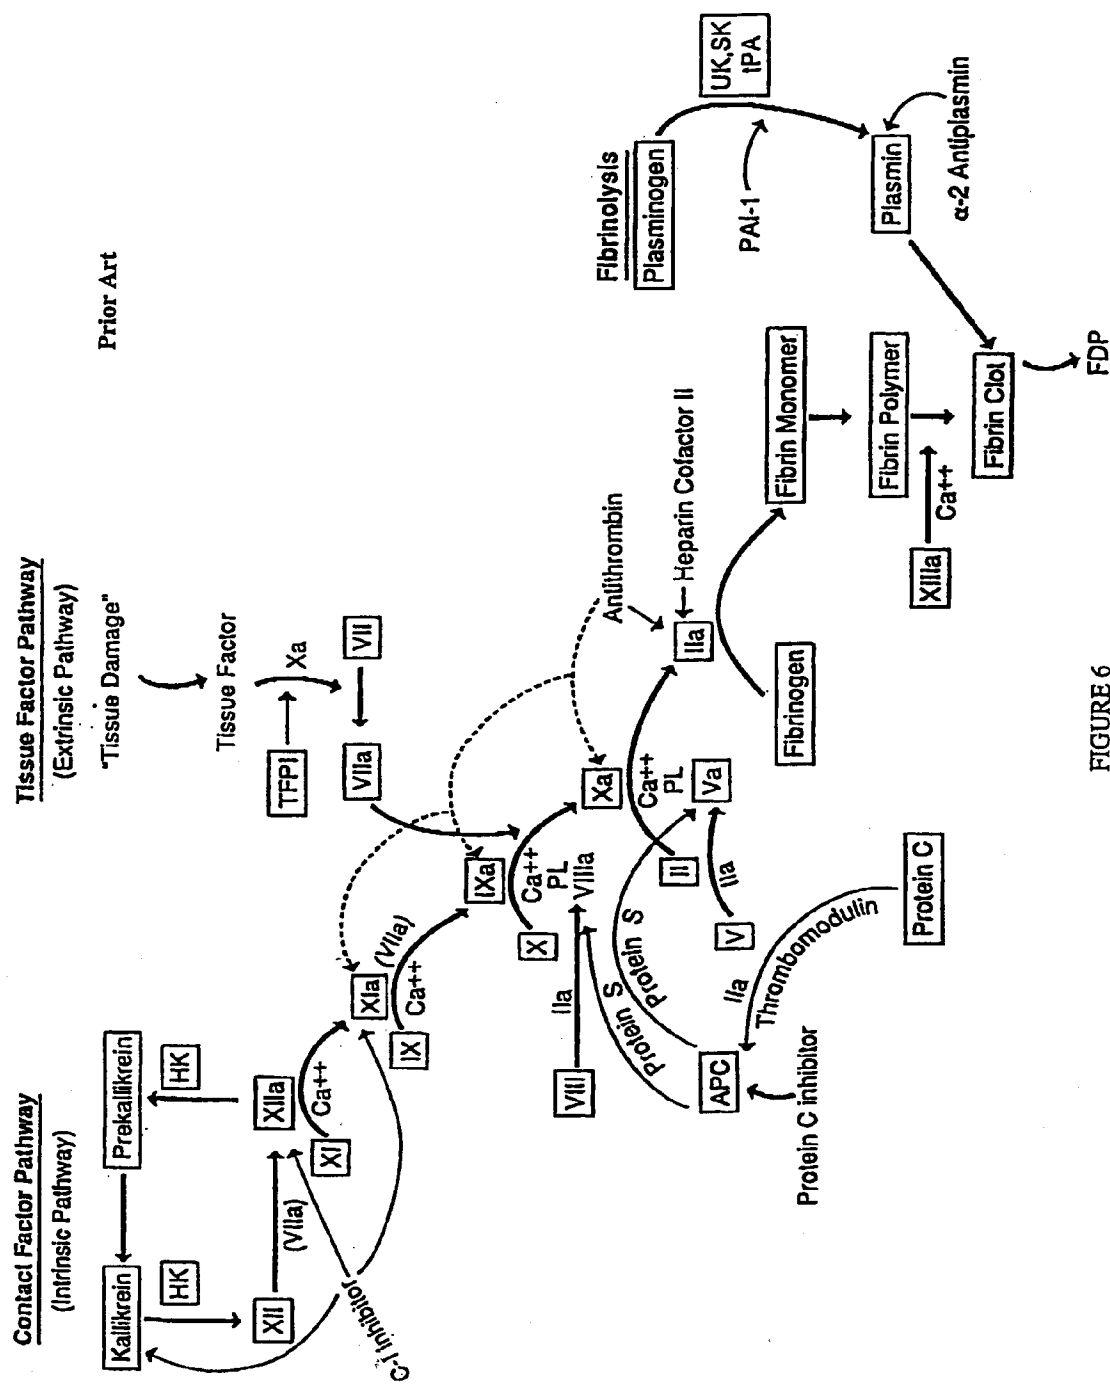 Prior Art
Contact Factor Pathway
(Intrinsic Pathway)
Tissue Factor Pathway
(Extrinsic Pathway)
"Tissue Damage"
Kallikrein
Prekallikrein
HK
HK
XII
(VIIa)
XIIa
XI
Ca++
XIa
C-I Inhibitor
Tissue Factor
TFPI
Xa
VII
VIIa
IX
Ca++
(VIIa)
IXa
X
Ca++
PL
VIIIa
Xa
VIII
IIa
Protein S
Protein S
II
Ca++
PL
Va
V
IIa
IIa
Antithrombin
Heparin Cofactor II
APC
IIa
Thrombomodulin
Protein C
Protein C inhibitor
Fibrinogen
Fibrin Monomer
Fibrin Polymer
XIIIa
Ca++
Fibrin Clot
FDP
Fibrinolysis
Plasminogen
UK,SK
tPA
PAI-1
Plasmin
α-2 Antiplasmin
FIGURE 6